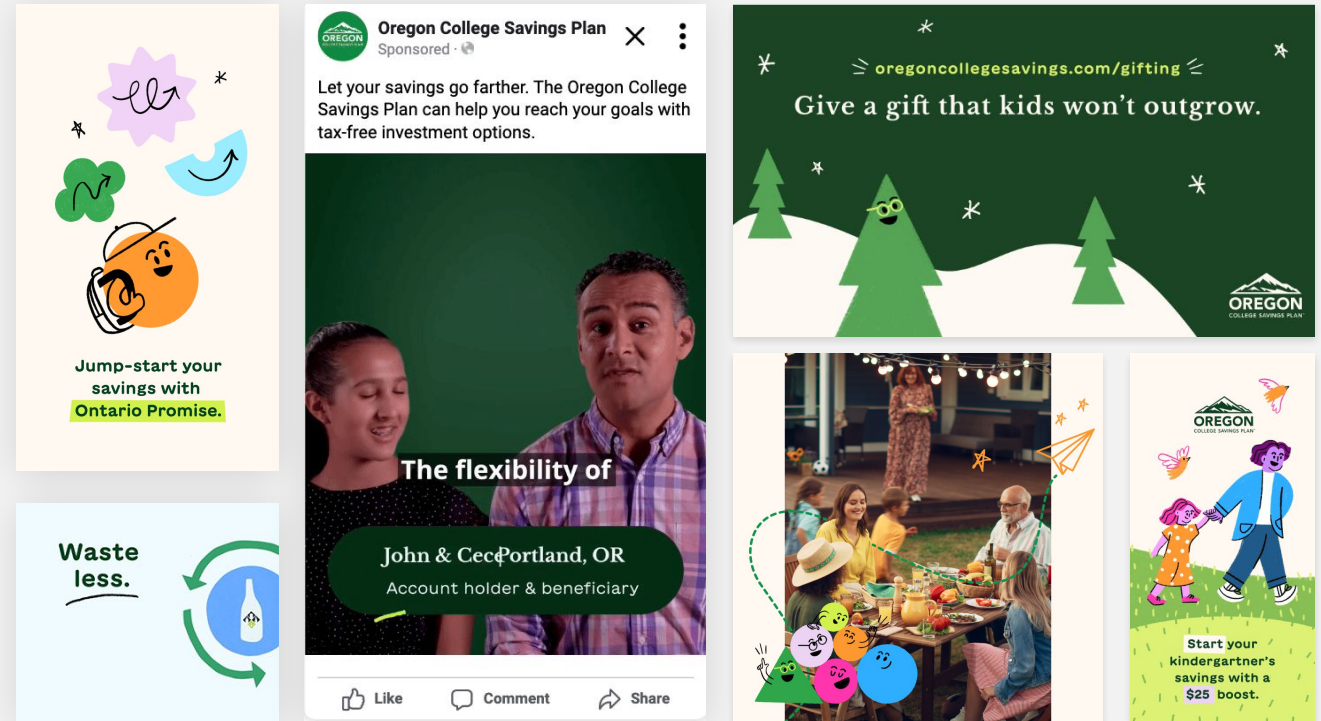 Jump-start your
savings with
Ontario Promise.
Waste
less.
OREGON
Oregon College Savings Plan
Sponsored ·
Let your savings go farther. The Oregon College
Savings Plan can help you reach your goals with
tax-free investment options.
The flexibility of
John & Cece Portland, OR
Account holder & beneficiary
Like Comment Share
oregoncollegesavings.com/gifting
Give a gift that kids won't outgrow.
OREGON
COLLEGE SAVINGS PLAN
OREGON
COLLEGE SAVINGS PLAN
Start your
kindergartner's
savings with a
$25 boost.